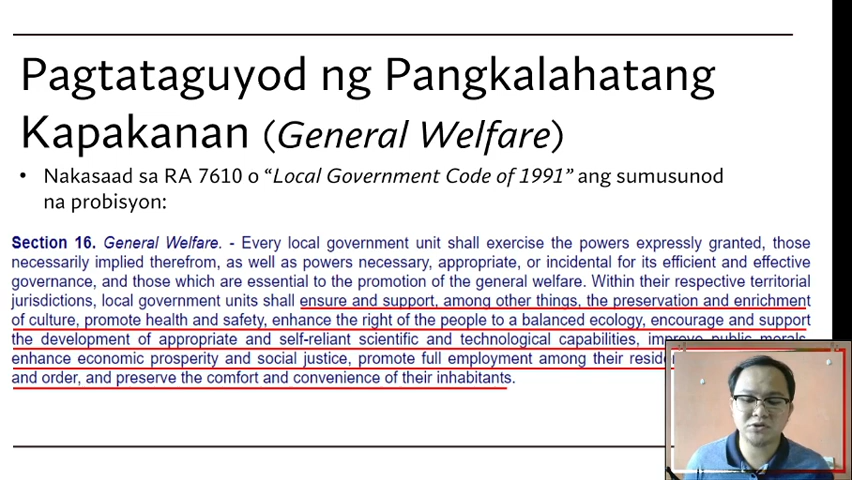 Pagtataguyod ng Pangkalahatang
Kapakanan (General Welfare)
• Nakasaad sa RA 7610 o “Local Government Code of 1991” ang sumusunod
na probisyon:
Section 16. General Welfare. - Every local government unit shall exercise the powers expressly granted, those
necessarily implied therefrom, as well as powers necessary, appropriate, or incidental for its efficient and effective
governance, and those which are essential to the promotion of the general welfare. Within their respective territorial
jurisdictions, local government units shall ensure and support, among other things, the preservation and enrichment
of culture, promote health and safety, enhance the right of the people to a balanced ecology, encourage and support
the development of appropriate and self-reliant scientific and technological capabilities, improve public morals,
enhance economic prosperity and social justice, promote full employment among their
and order, and preserve the comfort and convenience of their inhabitants.